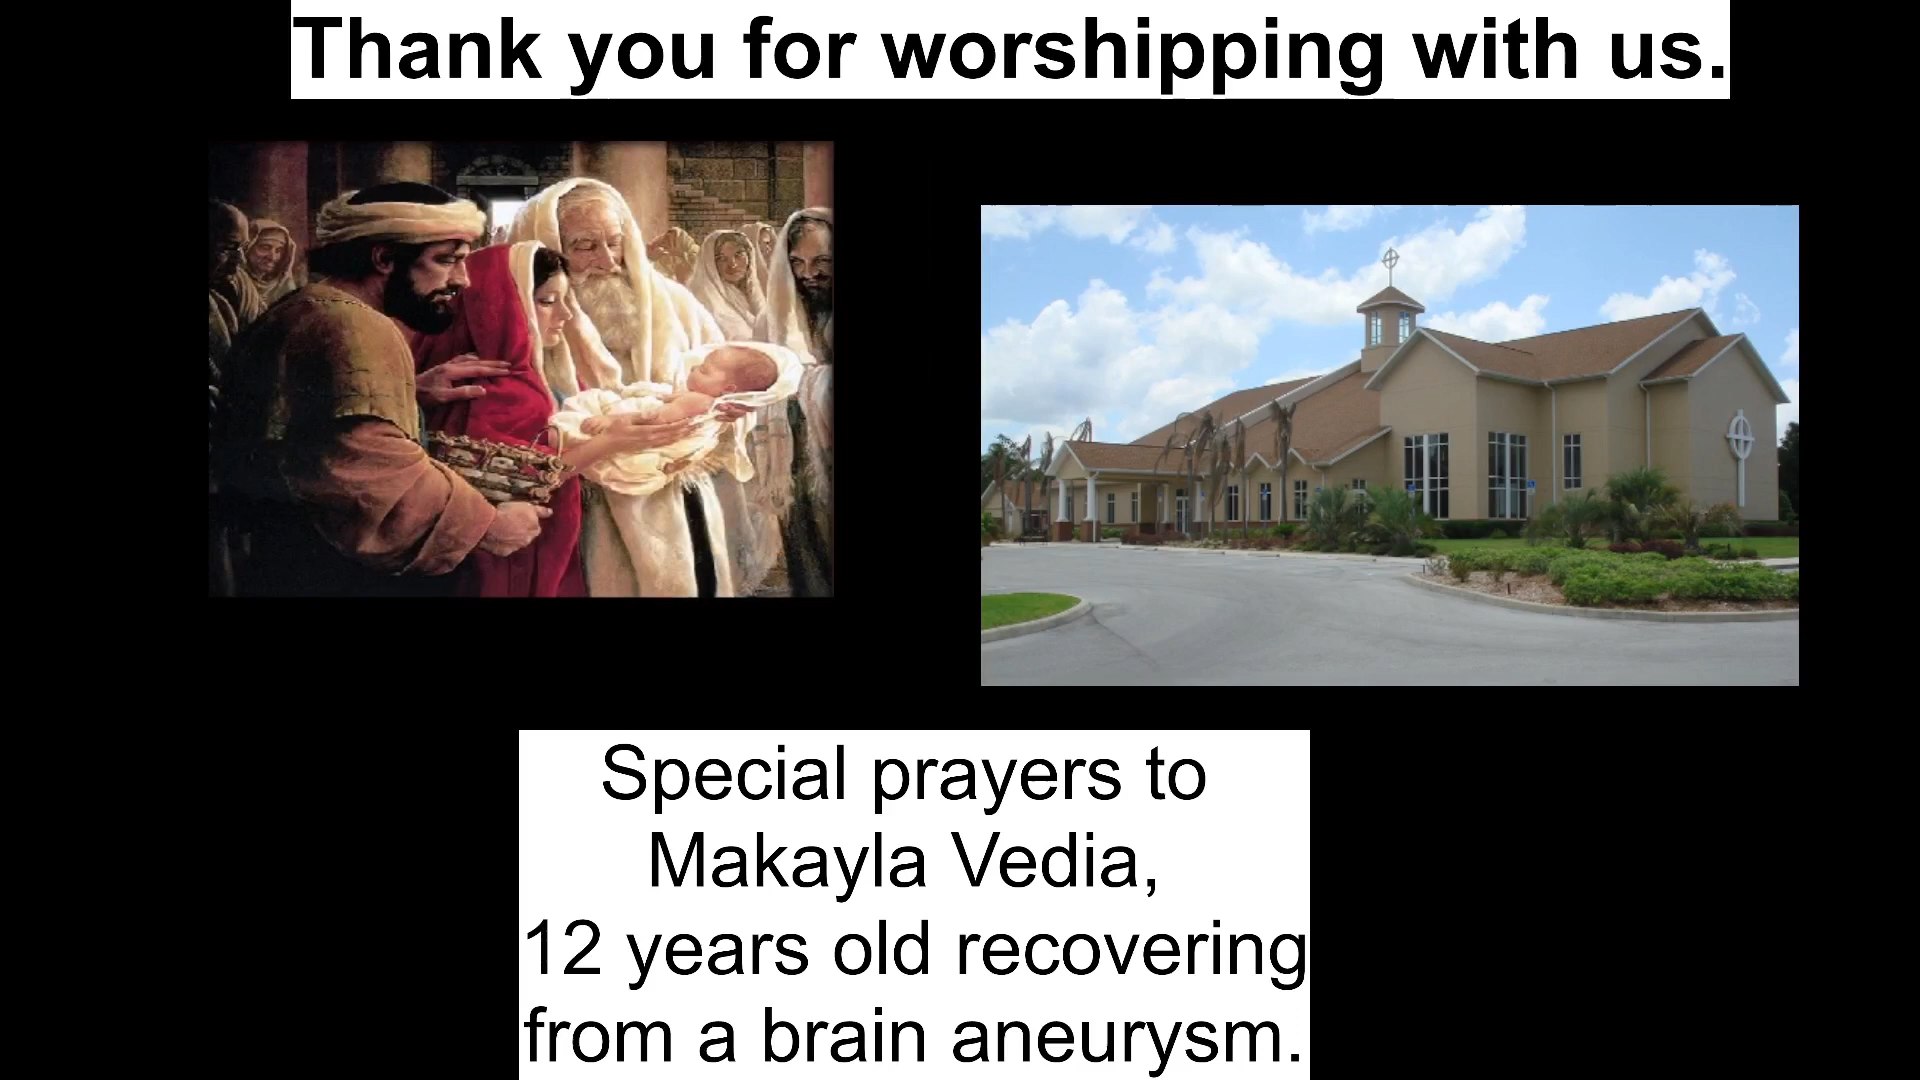 Thank you for worshipping with us.
Special prayers to
Makayla Vedia,
12 years old recovering
from a brain aneurysm.